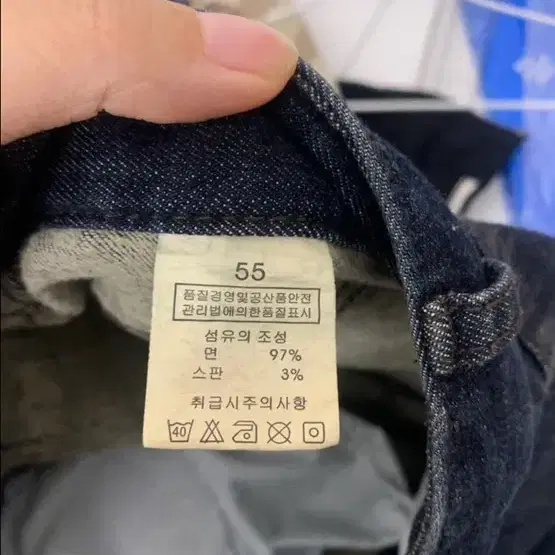 55
품질경영및공산품안전
관리법에의한품질표시
섬유의 조성
면 97%
스판 3%
취급시주의사항
40